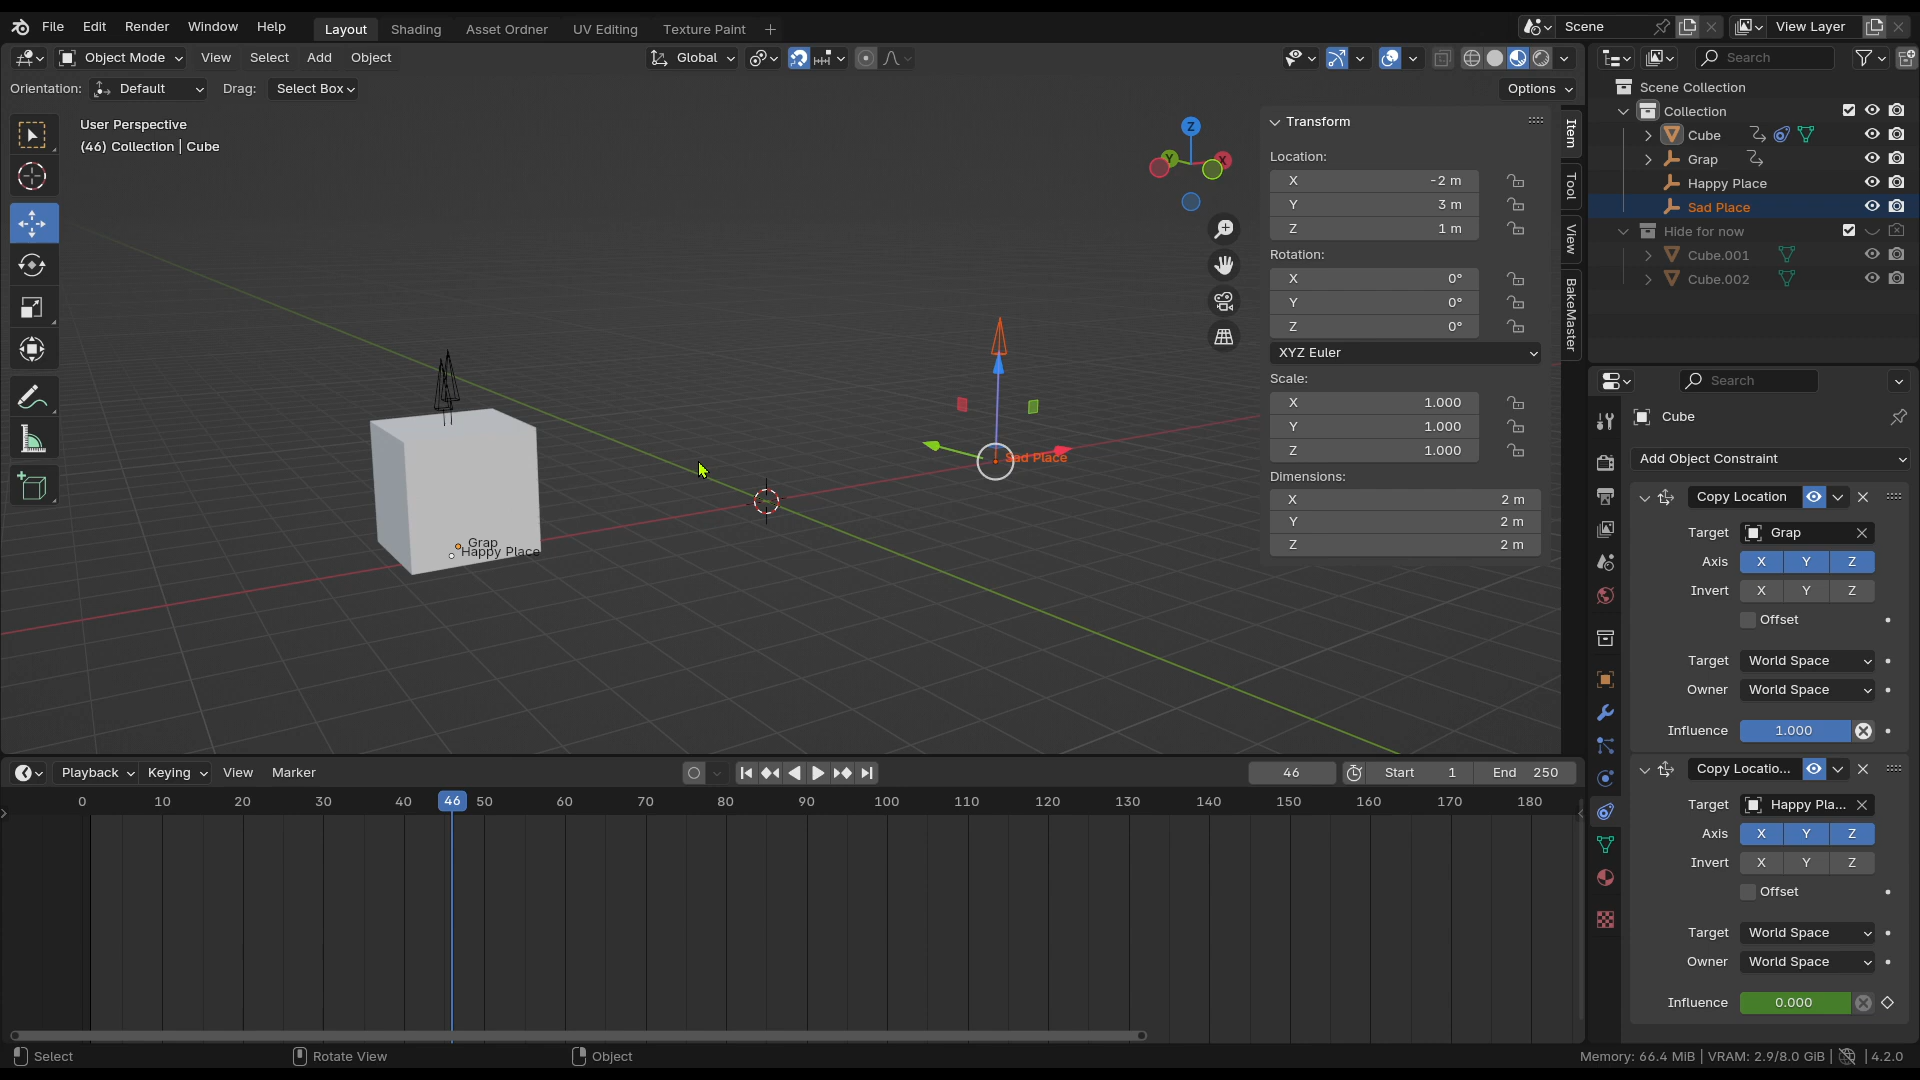 File Edit Render Window Help Layout Shading Asset Ordner UV Editing Texture Paint + Scene View Layer
Object Mode View Select Add Object Global Search
Orientation: Default Drag: Select Box Options
User Perspective
(46) Collection | Cube
Z
Y
X
Grap
Happy Place
Sad Place
Transform
Location:
X -2 m
Y 3 m
Z 1 m
Rotation:
X 0°
Y 0°
Z 0°
XYZ Euler
Scale:
X 1.000
Y 1.000
Z 1.000
Dimensions:
X 2 m
Y 2 m
Z 2 m
Item
Tool
View
BakeMaster
Scene Collection
Collection
Cube
Grap
Happy Place
Sad Place
Hide for now
Cube.001
Cube.002
Search
Cube
Add Object Constraint
Copy Location
Target Grap
Axis X Y Z
Invert X Y Z
Offset
Target World Space
Owner World Space
Influence 1.000
Copy Locatio...
Target Happy Pla...
Axis X Y Z
Invert X Y Z
Offset
Target World Space
Owner World Space
Influence 0.000
Playback Keying View Marker 46 Start 1 End 250
0 10 20 30 40 46 50 60 70 80 90 100 110 120 130 140 150 160 170 180
Select Rotate View Object Memory: 66.4 MiB | VRAM: 2.9/8.0 GiB | 4.2.0